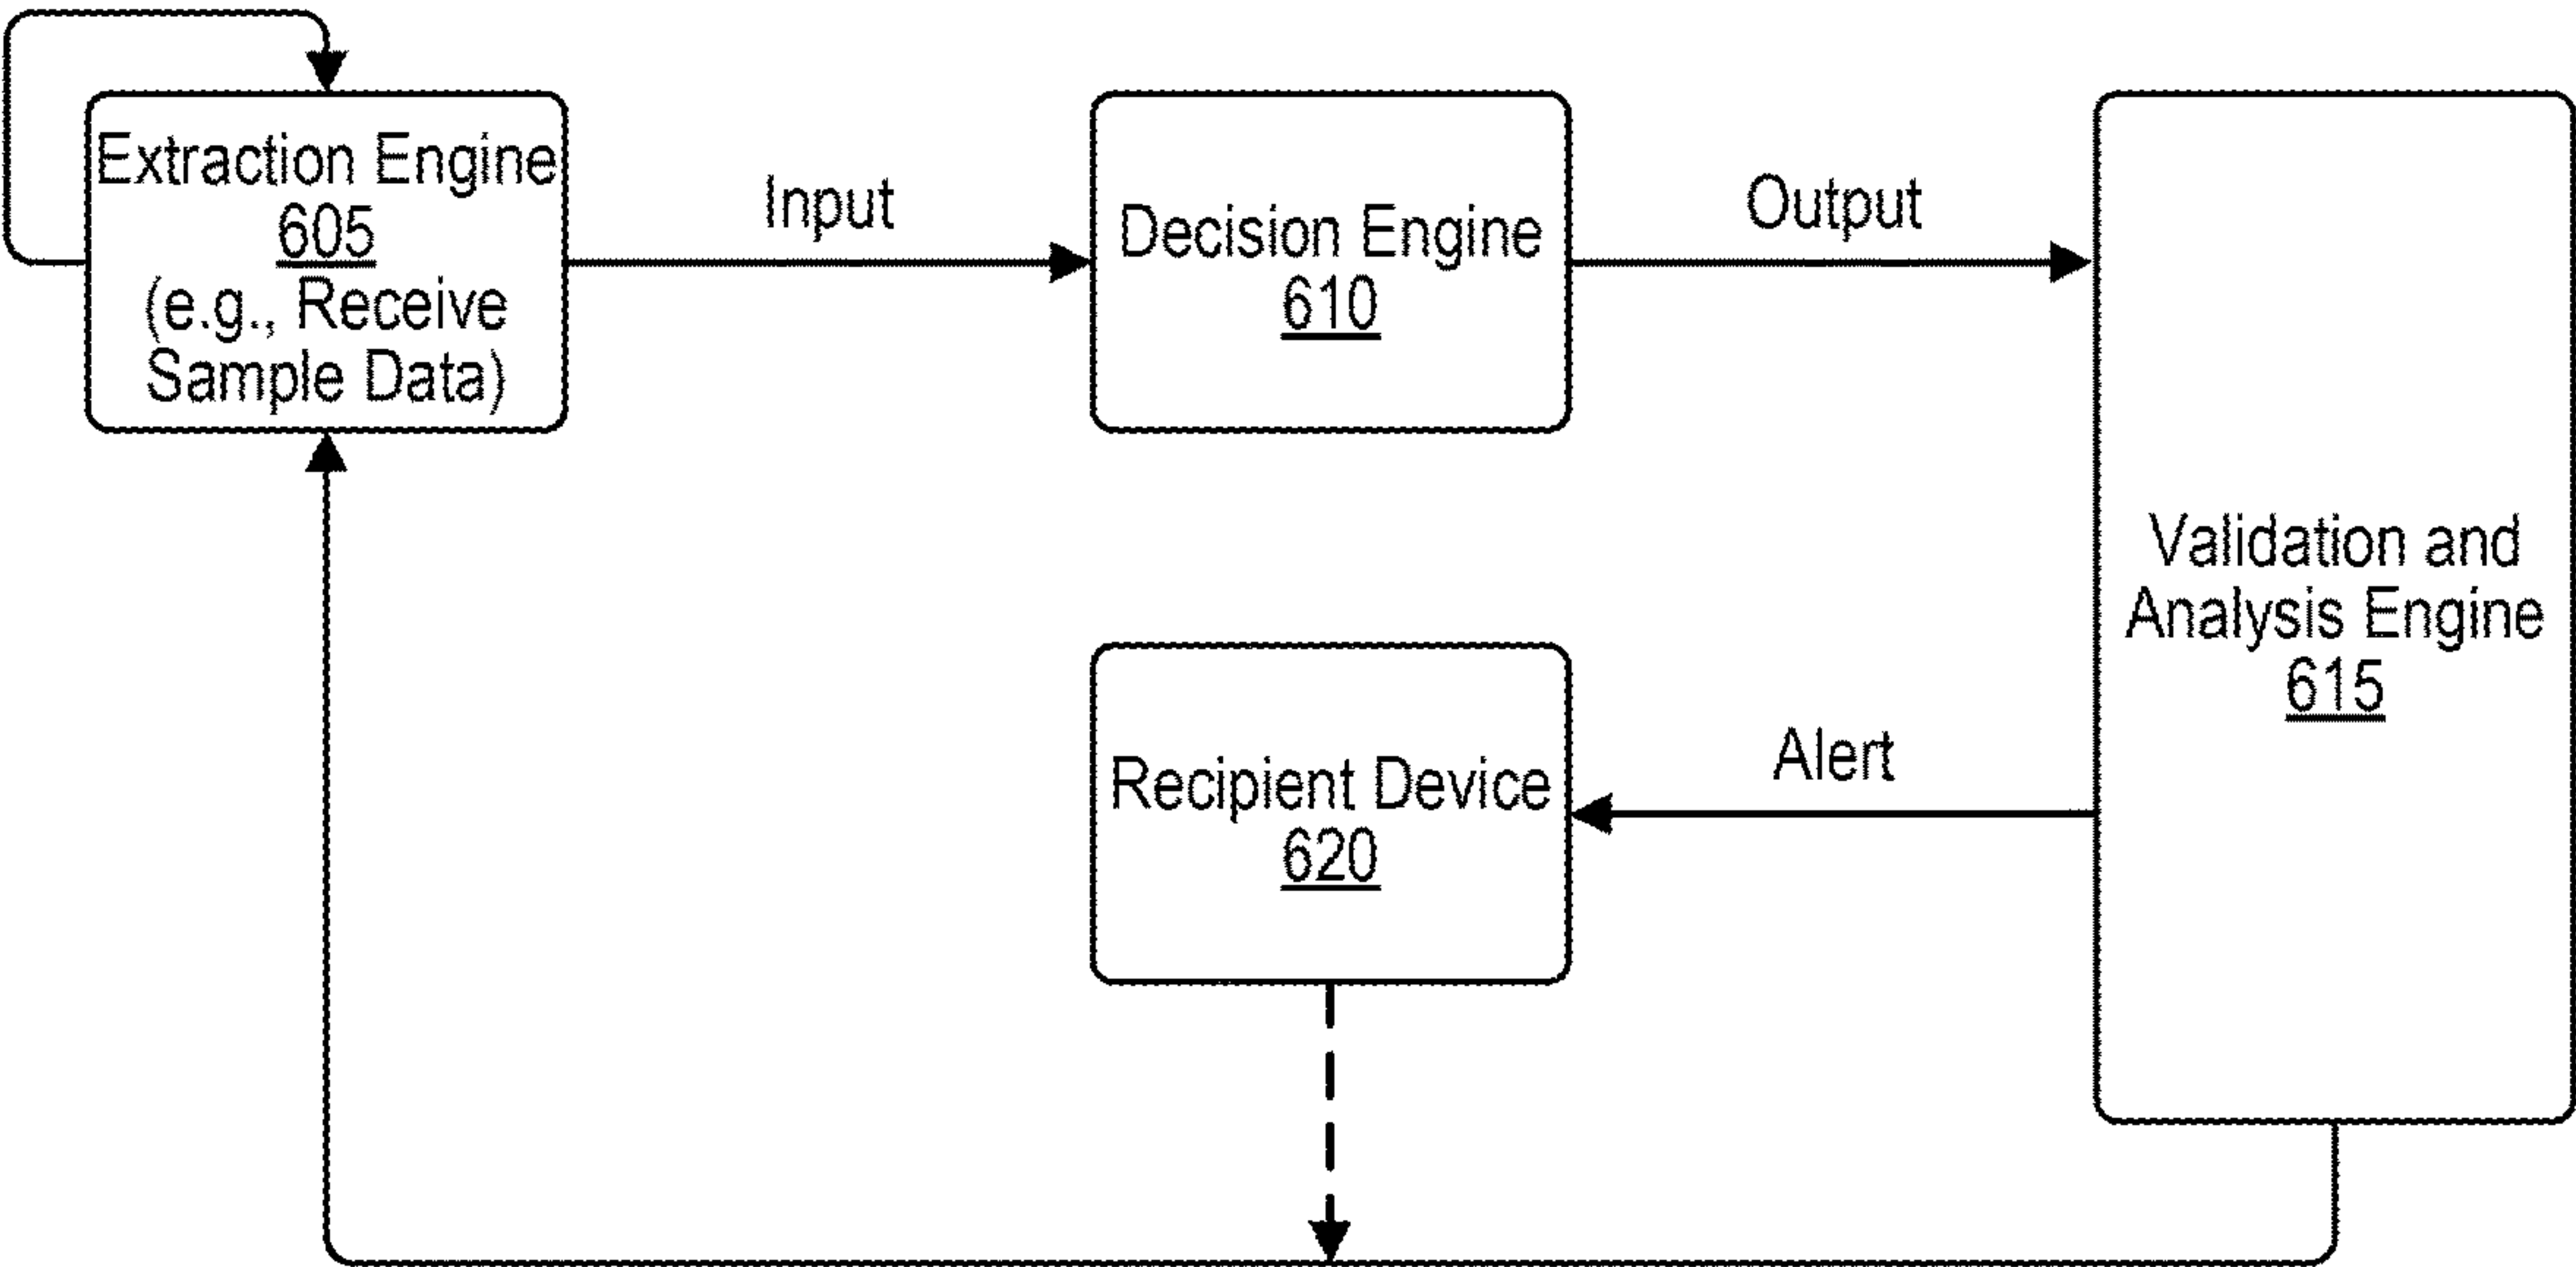 Extraction Engine
605
(e.g., Receive
Sample Data)
Input
Decision Engine
610
Output
Validation and
Analysis Engine
615
Recipient Device
620
Alert